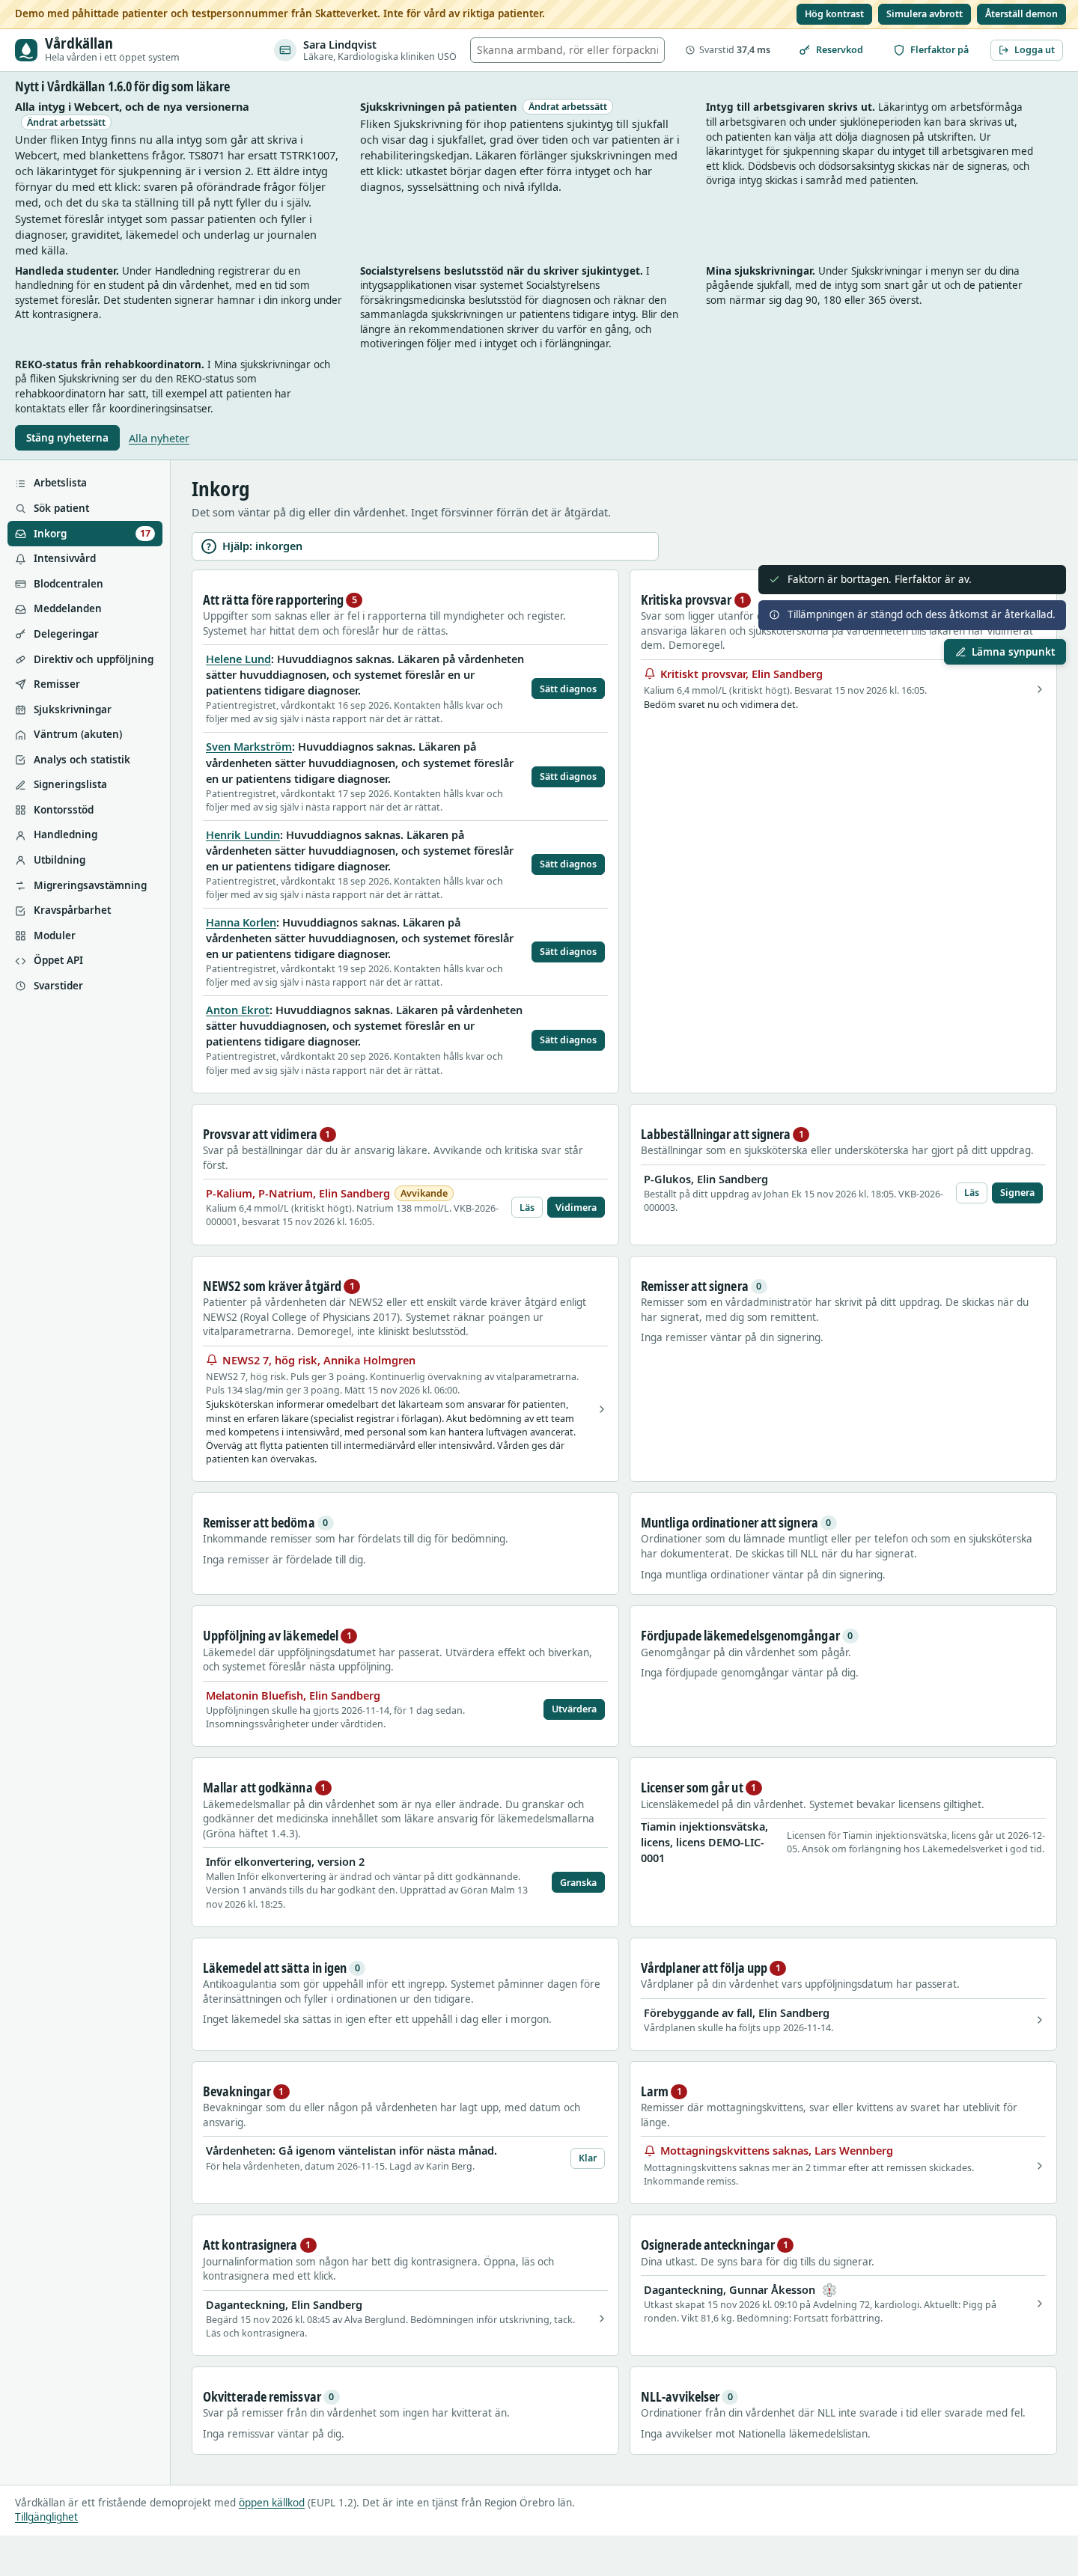 Demo med påhittade patienter och testpersonnummer från Skatteverket. Inte för vård av riktiga patienter.
Hög kontrast
Simulera avbrott
Återställ demon
Vårdkällan
Hela vården i ett öppet system
Sara Lindqvist
Läkare, Kardiologiska kliniken USÖ
Skanna armband, rör eller förpackni
Svarstid 37,4 ms
Reservkod
Flerfaktor på
Logga ut
Nytt i Vårdkällan 1.6.0 för dig som läkare
Alla intyg i Webcert, och de nya versionerna
Ändrat arbetssätt
Under fliken Intyg finns nu alla intyg som går att skriva i
Webcert, med blankettens frågor. TS8071 har ersatt TSTRK1007,
och läkarintyget för sjukpenning är i version 2. Ett äldre intyg
förnyar du med ett klick: svaren på oförändrade frågor följer
med, och det du ska ta ställning till på nytt fyller du i själv.
Systemet föreslår intyget som passar patienten och fyller i
diagnoser, graviditet, läkemedel och underlag ur journalen
med källa.
Sjukskrivningen på patienten
Ändrat arbetssätt
Fliken Sjukskrivning för ihop patientens sjukintyg till sjukfall
och visar dag i sjukfallet, grad över tiden och var patienten är i
rehabiliteringskedjan. Läkaren förlänger sjukskrivningen med
ett klick: utkastet börjar dagen efter förra intyget och har
diagnos, sysselsättning och nivå ifyllda.
Intyg till arbetsgivaren skrivs ut. Läkarintyg om arbetsförmåga
till arbetsgivaren och under sjuklöneperioden kan bara skrivas ut,
och patienten kan välja att dölja diagnosen på utskriften. Ur
läkarintyget för sjukpenning skapar du intyget till arbetsgivaren med
ett klick. Dödsbevis och dödsorsaksintyg skickas när de signeras, och
övriga intyg skickas i samråd med patienten.
Handleda studenter. Under Handledning registrerar du en
handledning för en student på din vårdenhet, med en tid som
systemet föreslår. Det studenten signerar hamnar i din inkorg under
Att kontrasignera.
Socialstyrelsens beslutsstöd när du skriver sjukintyget. I
intygsapplikationen visar systemet Socialstyrelsens
försäkringsmedicinska beslutsstöd för diagnosen och räknar den
sammanlagda sjukskrivningen ur patientens tidigare intyg. Blir den
längre än rekommendationen skriver du varför en gång, och
motiveringen följer med i intyget och i förlängningar.
Mina sjukskrivningar. Under Sjukskrivningar i menyn ser du dina
pågående sjukfall, med de intyg som snart går ut och de patienter
som närmar sig dag 90, 180 eller 365 överst.
REKO-status från rehabkoordinatorn. I Mina sjukskrivningar och
på fliken Sjukskrivning ser du den REKO-status som
rehabkoordinatorn har satt, till exempel att patienten har
kontaktats eller får koordineringsinsatser.
Stäng nyheterna
Alla nyheter
Arbetslista
Sök patient
Inkorg 17
Intensivvård
Blodcentralen
Meddelanden
Delegeringar
Direktiv och uppföljning
Remisser
Sjukskrivningar
Väntrum (akuten)
Analys och statistik
Signeringslista
Kontorsstöd
Handledning
Utbildning
Migreringsavstämning
Kravspårbarhet
Moduler
Öppet API
Svarstider
Inkorg
Det som väntar på dig eller din vårdenhet. Inget försvinner förrän det är åtgärdat.
Hjälp: inkorgen
Att rätta före rapportering 5
Uppgifter som saknas eller är fel i rapporterna till myndigheter och register.
Systemet har hittat dem och föreslår hur de rättas.
Helene Lund: Huvuddiagnos saknas. Läkaren på vårdenheten
sätter huvuddiagnosen, och systemet föreslår en ur
patientens tidigare diagnoser.
Patientregistret, vårdkontakt 16 sep 2026. Kontakten hålls kvar och
följer med av sig själv i nästa rapport när det är rättat.
Sätt diagnos
Sven Markström: Huvuddiagnos saknas. Läkaren på
vårdenheten sätter huvuddiagnosen, och systemet föreslår
en ur patientens tidigare diagnoser.
Patientregistret, vårdkontakt 17 sep 2026. Kontakten hålls kvar och
följer med av sig själv i nästa rapport när det är rättat.
Sätt diagnos
Henrik Lundin: Huvuddiagnos saknas. Läkaren på
vårdenheten sätter huvuddiagnosen, och systemet föreslår
en ur patientens tidigare diagnoser.
Patientregistret, vårdkontakt 18 sep 2026. Kontakten hålls kvar och
följer med av sig själv i nästa rapport när det är rättat.
Sätt diagnos
Hanna Korlen: Huvuddiagnos saknas. Läkaren på
vårdenheten sätter huvuddiagnosen, och systemet föreslår
en ur patientens tidigare diagnoser.
Patientregistret, vårdkontakt 19 sep 2026. Kontakten hålls kvar och
följer med av sig själv i nästa rapport när det är rättat.
Sätt diagnos
Anton Ekrot: Huvuddiagnos saknas. Läkaren på vårdenheten
sätter huvuddiagnosen, och systemet föreslår en ur
patientens tidigare diagnoser.
Patientregistret, vårdkontakt 20 sep 2026. Kontakten hålls kvar och
följer med av sig själv i nästa rapport när det är rättat.
Sätt diagnos
Kritiska provsvar 1
Svar som ligger utanför
ansvariga läkaren och sjuksköterskorna på vårdenheten tills läkaren har vidimerat
dem. Demoregel.
Faktorn är borttagen. Flerfaktor är av.
Tillämpningen är stängd och dess åtkomst är återkallad.
Lämna synpunkt
Kritiskt provsvar, Elin Sandberg
Kalium 6,4 mmol/L (kritiskt högt). Besvarat 15 nov 2026 kl. 16:05.
Bedöm svaret nu och vidimera det.
Provsvar att vidimera 1
Svar på beställningar där du är ansvarig läkare. Avvikande och kritiska svar står
först.
P-Kalium, P-Natrium, Elin Sandberg Avvikande
Kalium 6,4 mmol/L (kritiskt högt). Natrium 138 mmol/L. VKB-2026-
000001, besvarat 15 nov 2026 kl. 16:05.
Läs
Vidimera
Labbeställningar att signera 1
Beställningar som en sjuksköterska eller undersköterska har gjort på ditt uppdrag.
P-Glukos, Elin Sandberg
Beställt på ditt uppdrag av Johan Ek 15 nov 2026 kl. 18:05. VKB-2026-
000003.
Läs
Signera
NEWS2 som kräver åtgärd 1
Patienter på vårdenheten där NEWS2 eller ett enskilt värde kräver åtgärd enligt
NEWS2 (Royal College of Physicians 2017). Systemet räknar poängen ur
vitalparametrarna. Demoregel, inte kliniskt beslutsstöd.
NEWS2 7, hög risk, Annika Holmgren
NEWS2 7, hög risk. Puls ger 3 poäng. Kontinuerlig övervakning av vitalparametrarna.
Puls 134 slag/min ger 3 poäng. Mätt 15 nov 2026 kl. 06:00.
Sjuksköterskan informerar omedelbart det läkarteam som ansvarar för patienten,
minst en erfaren läkare (specialist registrar i förlagan). Akut bedömning av ett team
med kompetens i intensivvård, med personal som kan hantera luftvägen avancerat.
Överväg att flytta patienten till intermediärvård eller intensivvård. Vården ges där
patienten kan övervakas.
Remisser att signera 0
Remisser som en vårdadministratör har skrivit på ditt uppdrag. De skickas när du
har signerat, med dig som remittent.
Inga remisser väntar på din signering.
Remisser att bedöma 0
Inkommande remisser som har fördelats till dig för bedömning.
Inga remisser är fördelade till dig.
Muntliga ordinationer att signera 0
Ordinationer som du lämnade muntligt eller per telefon och som en sjuksköterska
har dokumenterat. De skickas till NLL när du har signerat.
Inga muntliga ordinationer väntar på din signering.
Uppföljning av läkemedel 1
Läkemedel där uppföljningsdatumet har passerat. Utvärdera effekt och biverkan,
och systemet föreslår nästa uppföljning.
Melatonin Bluefish, Elin Sandberg
Uppföljningen skulle ha gjorts 2026-11-14, för 1 dag sedan.
Insomningssvårigheter under vårdtiden.
Utvärdera
Fördjupade läkemedelsgenomgångar 0
Genomgångar på din vårdenhet som pågår.
Inga fördjupade genomgångar väntar på dig.
Mallar att godkänna 1
Läkemedelsmallar på din vårdenhet som är nya eller ändrade. Du granskar och
godkänner det medicinska innehållet som läkare ansvarig för läkemedelsmallarna
(Gröna häftet 1.4.3).
Inför elkonvertering, version 2
Mallen Inför elkonvertering är ändrad och väntar på ditt godkännande.
Version 1 används tills du har godkänt den. Upprättad av Göran Malm 13
nov 2026 kl. 18:25.
Granska
Licenser som går ut 1
Licensläkemedel på din vårdenhet. Systemet bevakar licensens giltighet.
Tiamin injektionsvätska,
licens, licens DEMO-LIC-
0001
Licensen för Tiamin injektionsvätska, licens går ut 2026-12-
05. Ansök om förlängning hos Läkemedelsverket i god tid.
Läkemedel att sätta in igen 0
Antikoagulantia som gör uppehåll inför ett ingrepp. Systemet påminner dagen före
återinsättningen och fyller i ordinationen ur den tidigare.
Inget läkemedel ska sättas in igen efter ett uppehåll i dag eller i morgon.
Vårdplaner att följa upp 1
Vårdplaner på din vårdenhet vars uppföljningsdatum har passerat.
Förebyggande av fall, Elin Sandberg
Vårdplanen skulle ha följts upp 2026-11-14.
Bevakningar 1
Bevakningar som du eller någon på vårdenheten har lagt upp, med datum och
ansvarig.
Vårdenheten: Gå igenom väntelistan inför nästa månad.
För hela vårdenheten, datum 2026-11-15. Lagd av Karin Berg.
Klar
Larm 1
Remisser där mottagningskvittens, svar eller kvittens av svaret har uteblivit för
länge.
Mottagningskvittens saknas, Lars Wennberg
Mottagningskvittens saknas mer än 2 timmar efter att remissen skickades.
Inkommande remiss.
Att kontrasignera 1
Journalinformation som någon har bett dig kontrasignera. Öppna, läs och
kontrasignera med ett klick.
Daganteckning, Elin Sandberg
Begärd 15 nov 2026 kl. 08:45 av Alva Berglund. Bedömningen inför utskrivning, tack.
Läs och kontrasignera.
Osignerade anteckningar 1
Dina utkast. De syns bara för dig tills du signerar.
Daganteckning, Gunnar Åkesson
Utkast skapat 15 nov 2026 kl. 09:10 på Avdelning 72, kardiologi. Aktuellt: Pigg på
ronden. Vikt 81,6 kg. Bedömning: Fortsatt förbättring.
Okvitterade remissvar 0
Svar på remisser från din vårdenhet som ingen har kvitterat än.
Inga remissvar väntar på dig.
NLL-avvikelser 0
Ordinationer från din vårdenhet där NLL inte svarade i tid eller svarade med fel.
Inga avvikelser mot Nationella läkemedelslistan.
Vårdkällan är ett fristående demoprojekt med öppen källkod (EUPL 1.2). Det är inte en tjänst från Region Örebro län.
Tillgänglighet